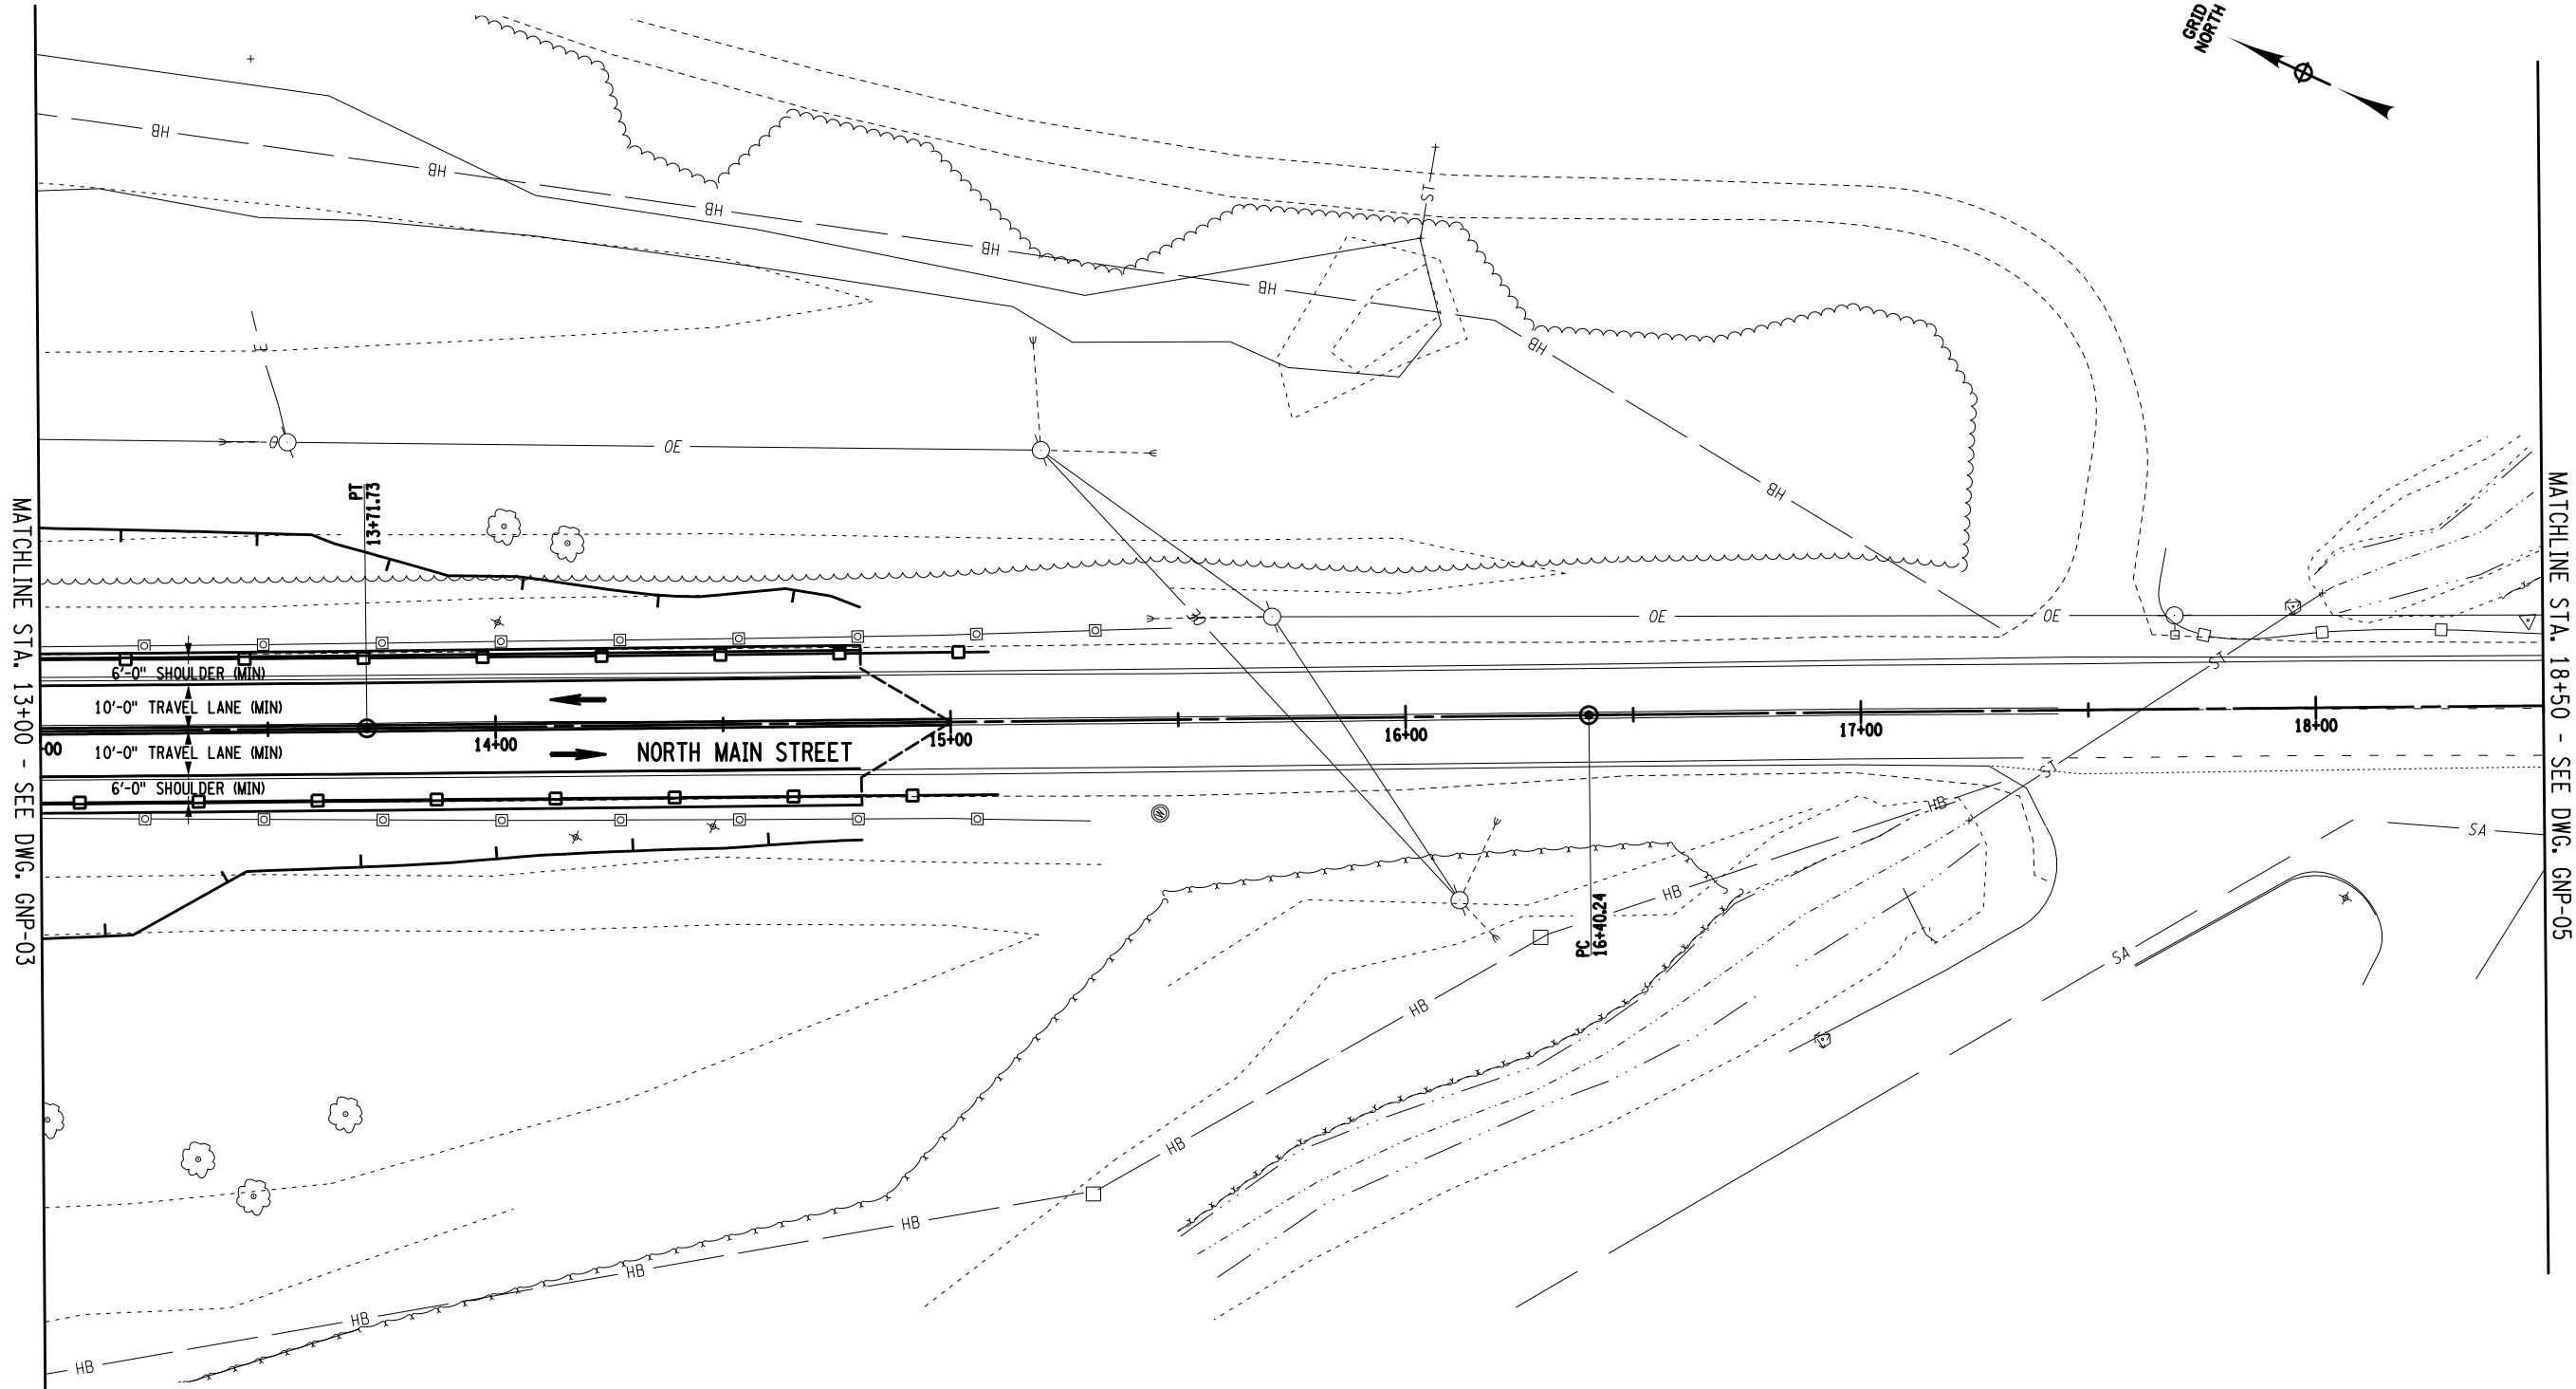 GRID
NORTH
HB
HB
HB
HB
HB
HB
HB
ST
E
θ
OE
OE
OE
OE
ST
ST
PT
13+71.73
6'-0" SHOULDER (MIN)
10'-0" TRAVEL LANE (MIN)
00
14+00
15+00
16+00
17+00
18+00
10'-0" TRAVEL LANE (MIN)
NORTH MAIN STREET
6'-0" SHOULDER (MIN)
W
PC
16+40.24
HB
HB
HB
HB
HB
HB
HB
HB
SA
SA
MATCHLINE STA. 13+00 - SEE DWG. GNP-03
MATCHLINE STA. 18+50 - SEE DWG. GNP-05